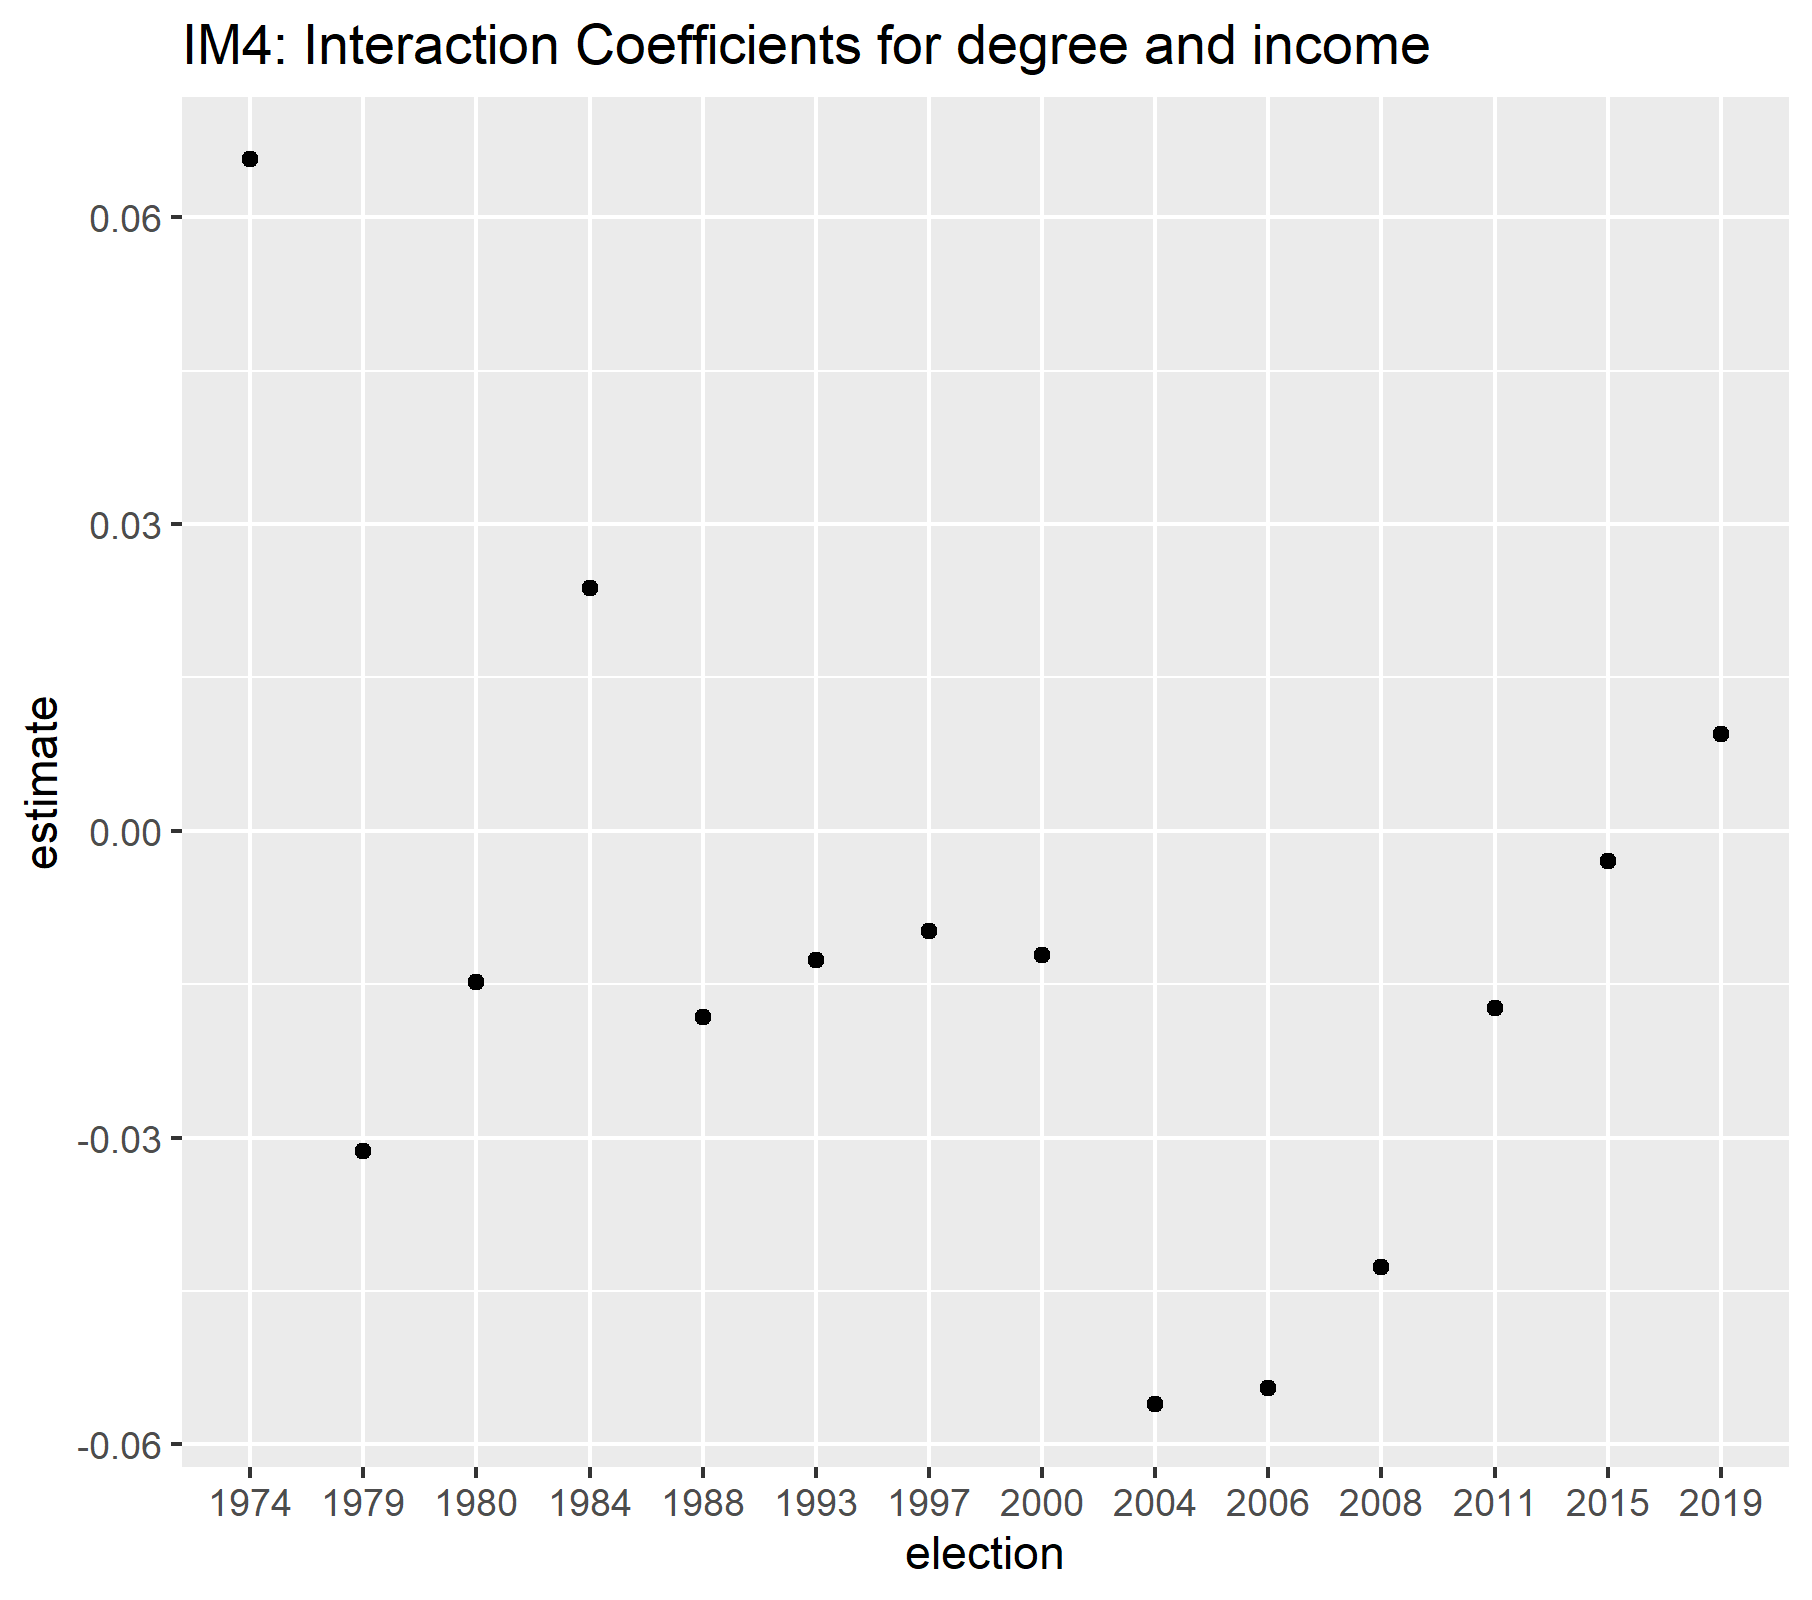 IM4: Interaction Coefficients for degree and income
0.06
0.03
0.00
-0.03
-0.06
estimate
1974 1979 1980 1984 1988 1993 1997 2000 2004 2006 2008 2011 2015 2019
election